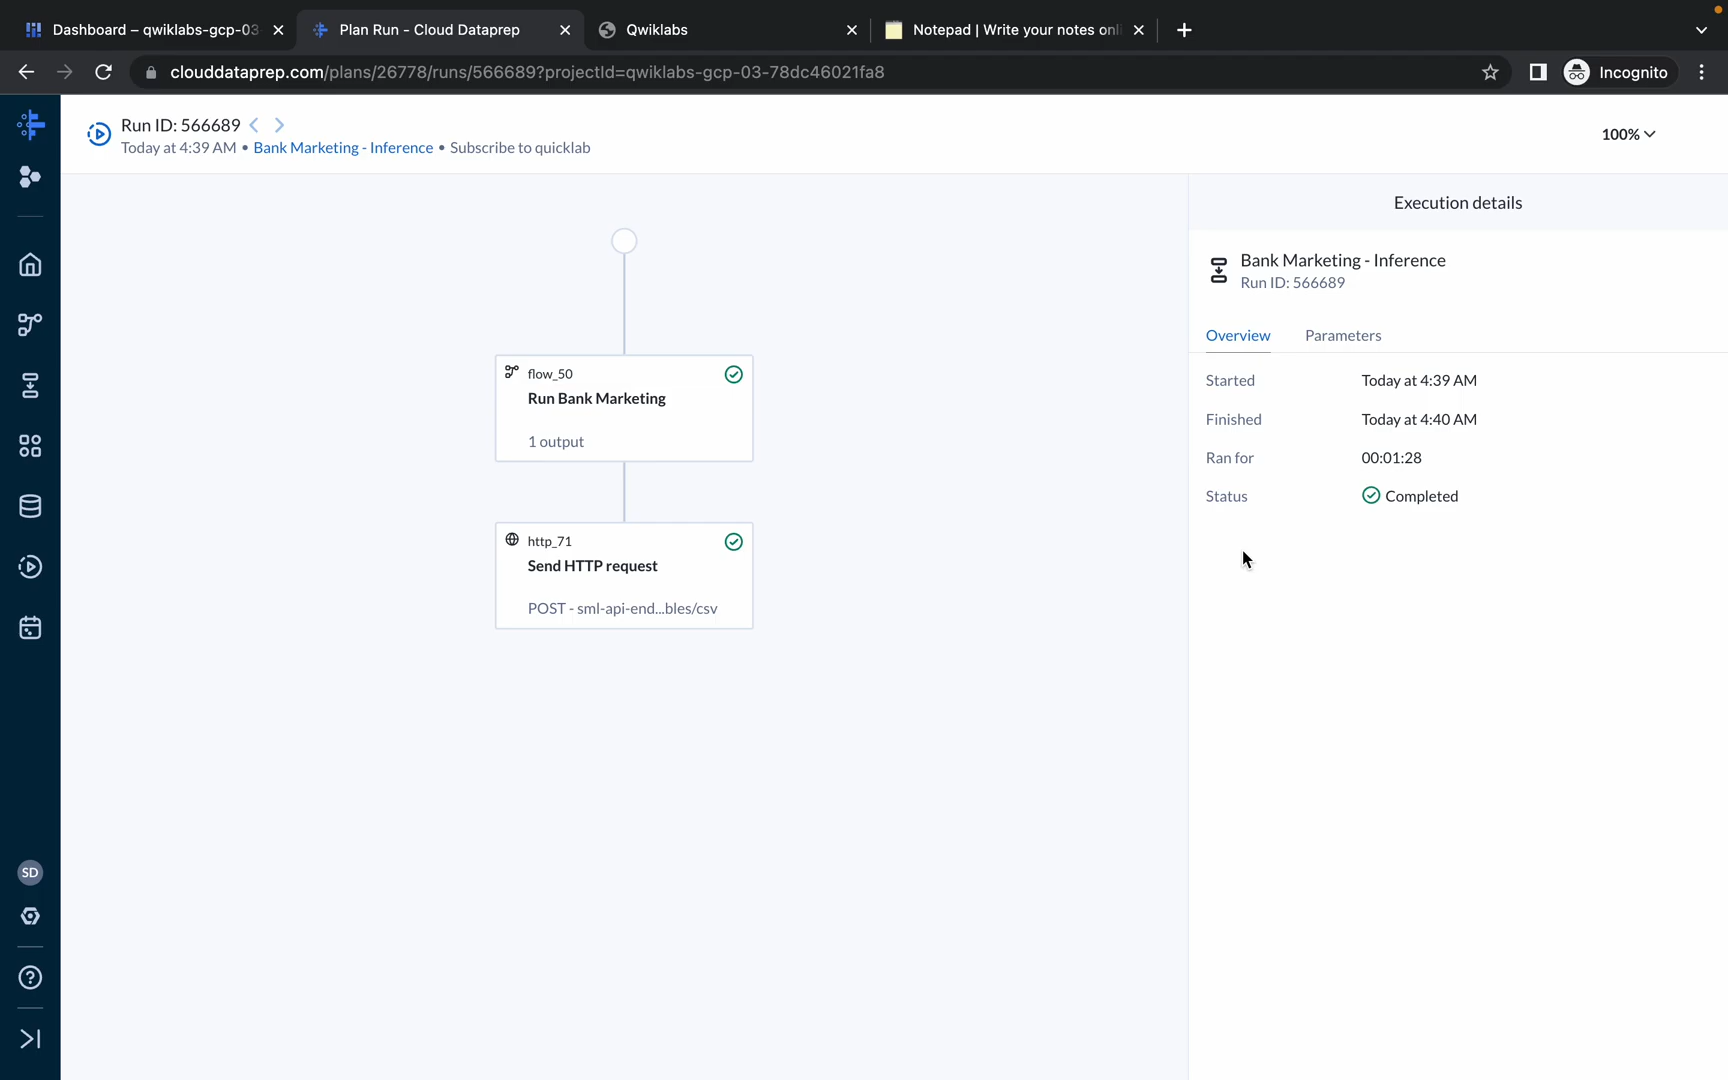 Dashboard – qwiklabs-gcp-03
Plan Run - Cloud Dataprep
Qwiklabs
Notepad | Write your notes onli
clouddataprep.com/plans/26778/runs/566689?projectId=qwiklabs-gcp-03-78dc46021fa8
Incognito
Run ID: 566689
Today at 4:39 AM • Bank Marketing - Inference • Subscribe to quicklab
100%
Execution details
Bank Marketing - Inference
Run ID: 566689
Overview
Parameters
Started Today at 4:39 AM
Finished Today at 4:40 AM
Ran for 00:01:28
Status Completed
flow_50
Run Bank Marketing
1 output
http_71
Send HTTP request
POST - sml-api-end...bles/csv
SD